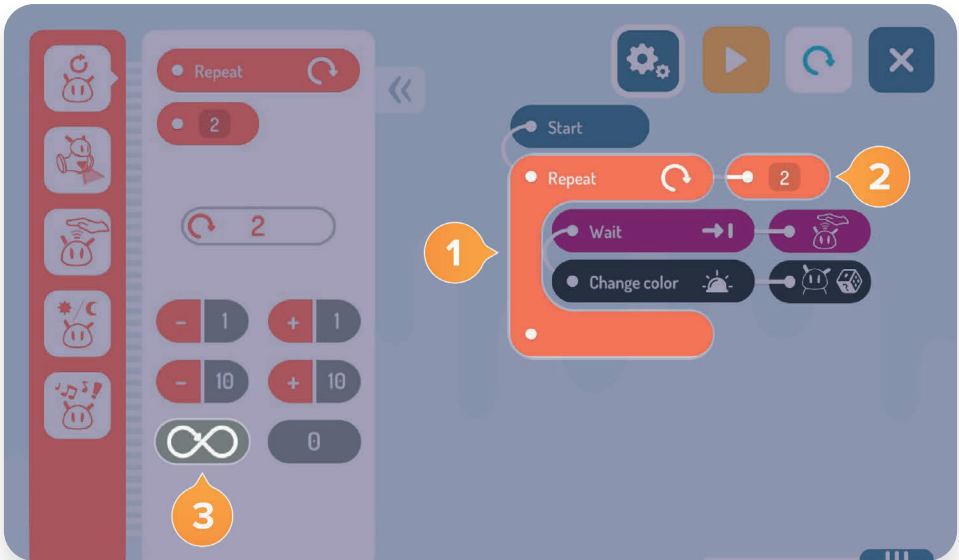 Repeat
2
2
- 1
+ 1
- 10
+ 10
0
3
Start
Repeat
2
2
1
Wait
Change color